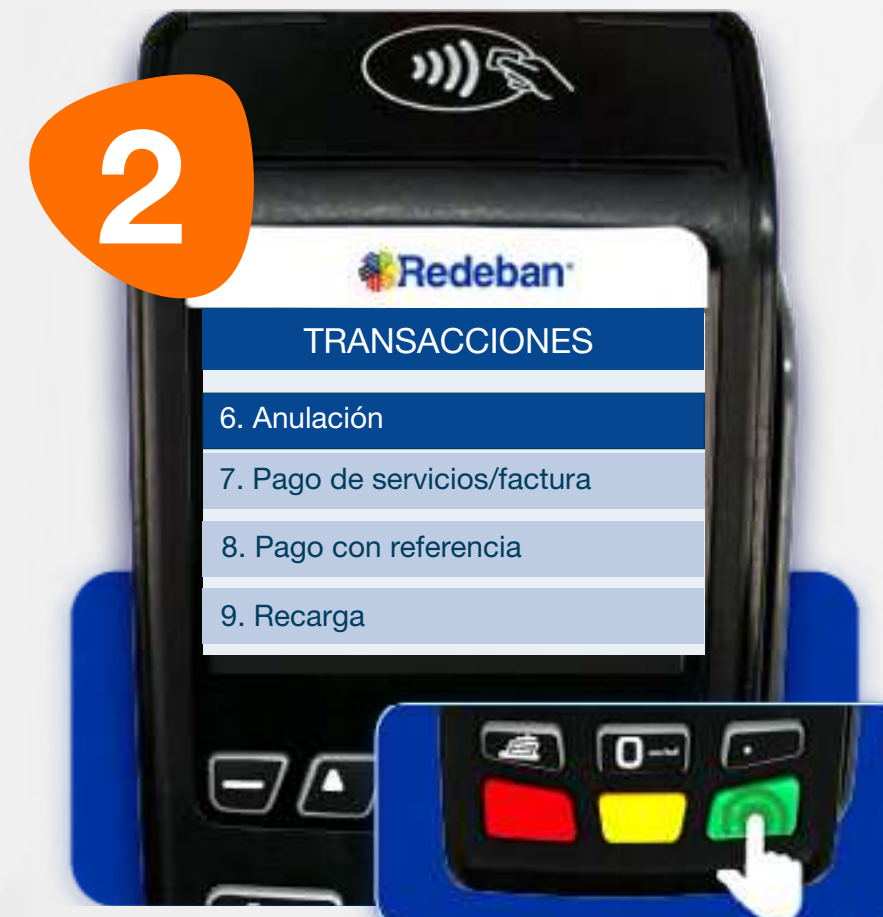 2
Redeban
TRANSACCIONES
6. Anulación
7. Pago de servicios/factura
8. Pago con referencia
9. Recarga
0